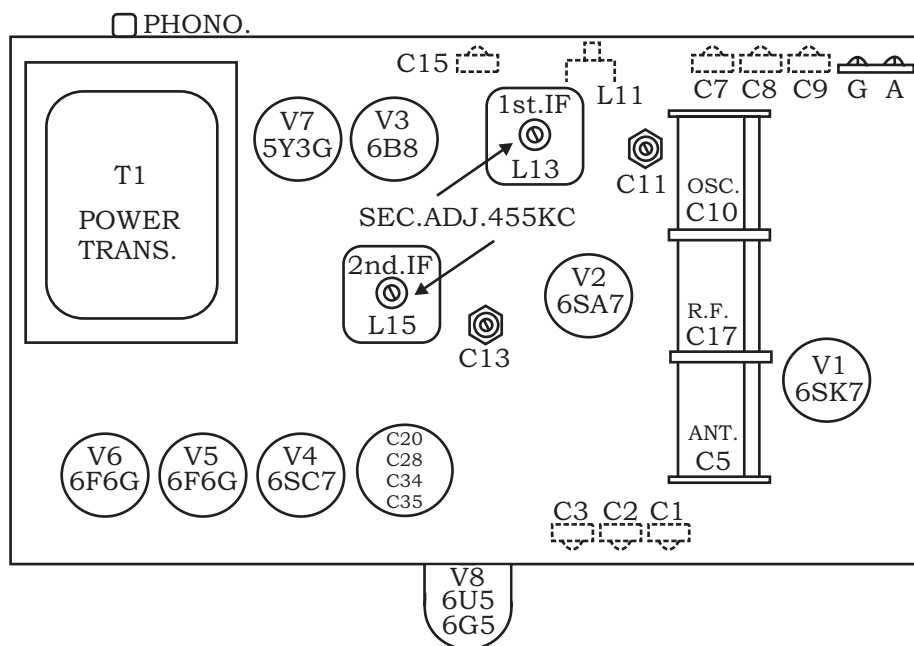 PHONO.
C15
L11
C7
C8
C9
G
A
T1
POWER
TRANS.
V7
5Y3G
V3
6B8
1st.IF
L13
C11
OSC.
C10
SEC.ADJ.455KC
2nd.IF
L15
C13
V2
6SA7
R.F.
C17
V1
6SK7
ANT.
C5
V6
6F6G
V5
6F6G
V4
6SC7
C20
C28
C34
C35
C3
C2
C1
V8
6U5
6G5